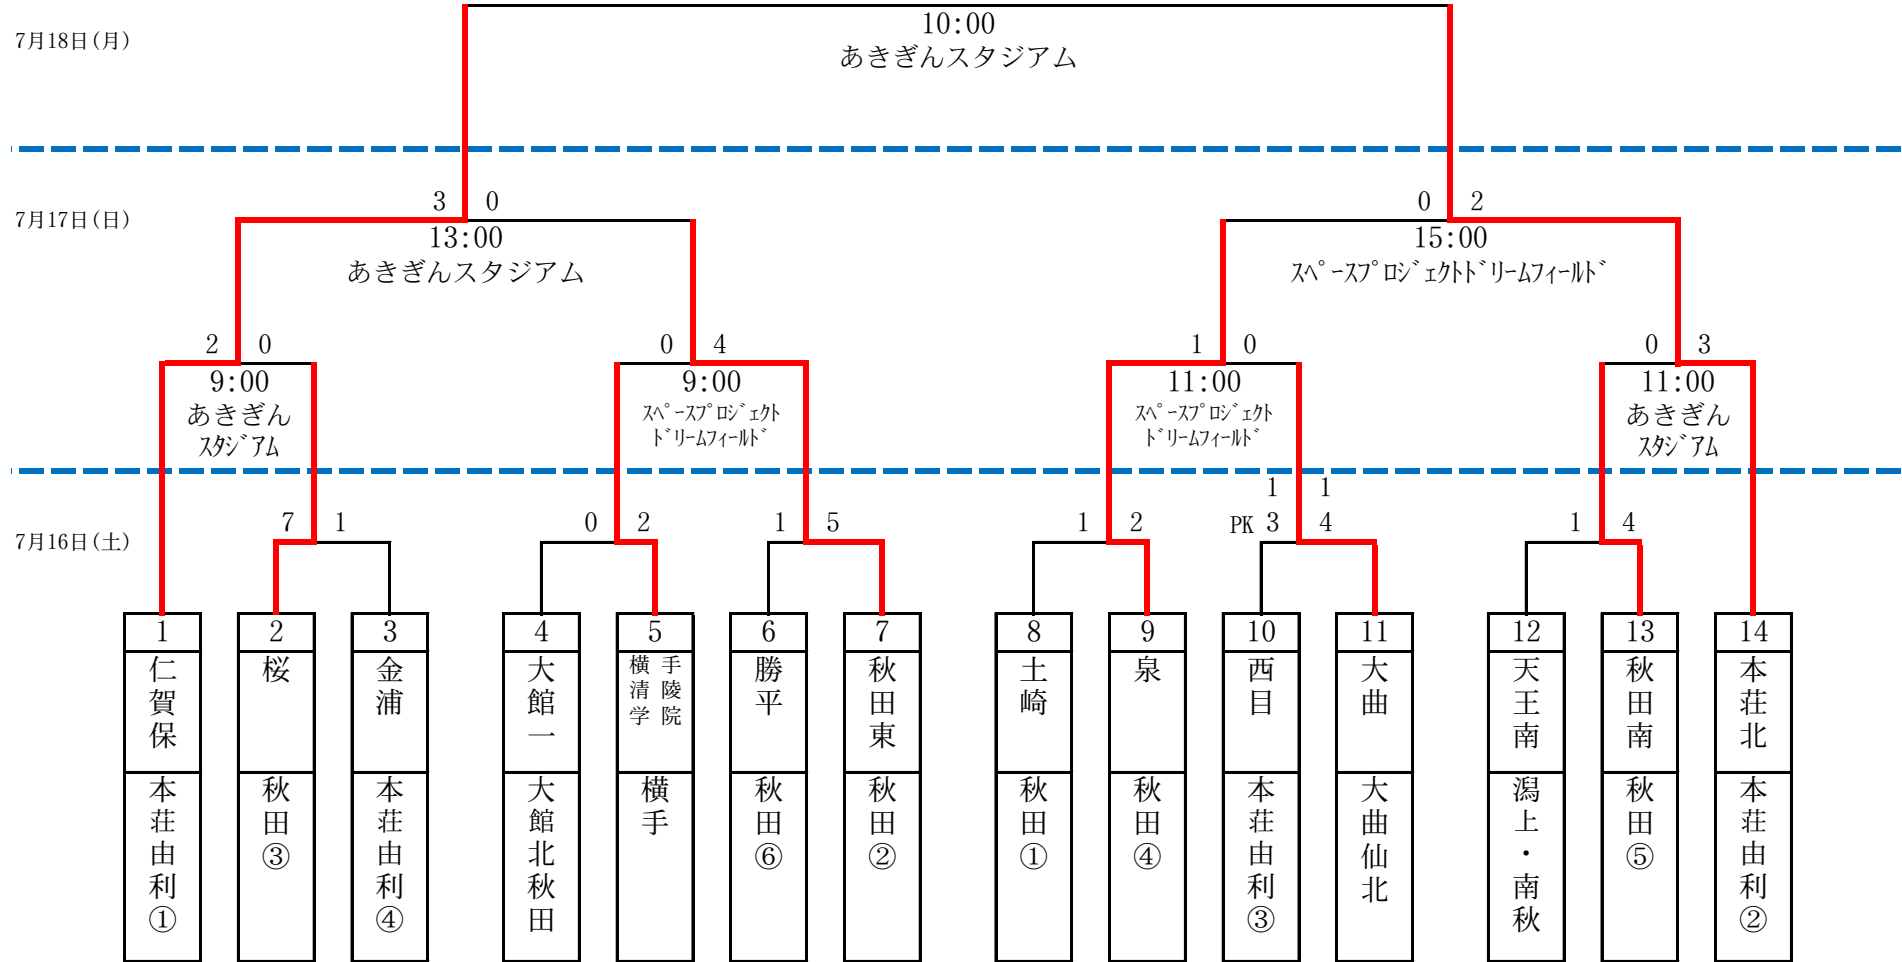 10:00
7月18日(月)
あきぎんスタジアム
3 0
0 2
7月17日(日)
13:00
15:00
あきぎんスタジアム
ｽﾍﾟｰｽﾌﾟﾛｼﾞｪｸﾄﾄﾞﾘｰﾑﾌｨｰﾙﾄﾞ
2 0
0 4
1 0
0 3
9:00
9:00
11:00
11:00
あきぎん
ｽﾀｼﾞｱﾑ
ｽﾍﾟｰｽﾌﾟﾛｼﾞｪｸﾄ
ﾄﾞﾘｰﾑﾌｨｰﾙﾄﾞ
ｽﾍﾟｰｽﾌﾟﾛｼﾞｪｸﾄ
ﾄﾞﾘｰﾑﾌｨｰﾙﾄﾞ
あきぎん
ｽﾀｼﾞｱﾑ
1 1
7月16日(土)
7 1
0 2
1 5
1 2
PK 3 4
1 4
1
仁賀保
本荘由利①
2
桜
秋田③
3
金浦
本荘由利④
4
大館一
大館北秋田
5
横手
清陵
学院
横手
6
勝平
秋田⑥
7
秋田東
秋田②
8
土崎
秋田①
9
泉
秋田④
10
西目
本荘由利③
11
大曲
大曲仙北
12
天王南
潟上・南秋
13
秋田南
秋田⑤
14
本荘北
本荘由利②